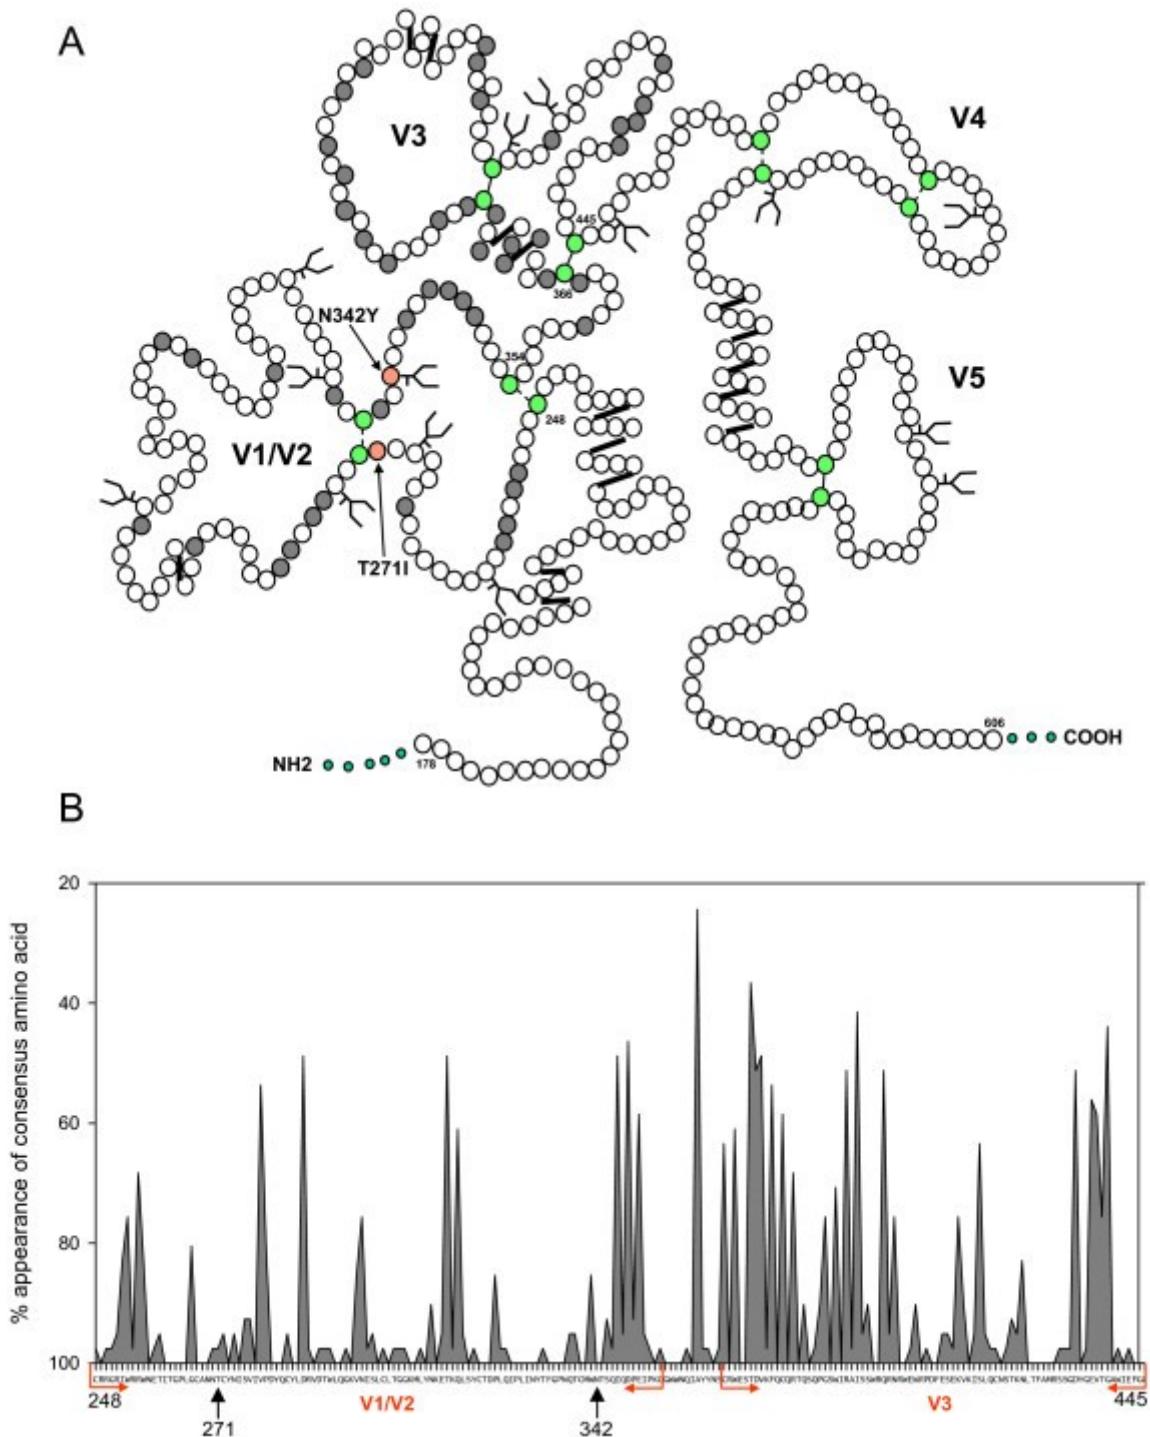 A
V3
V4
445
366
N342Y
354
248
V5
V1/V2
T271I
606
NH2
178
COOH
B
% appearance of consensus amino acid
20
40
60
80
100
248
V1/V2
V3
445
271
342